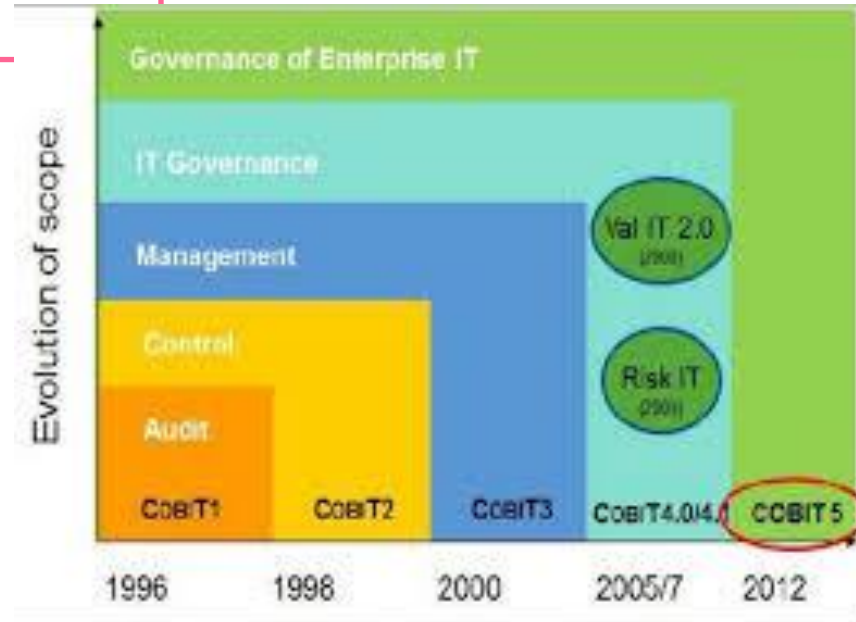 Governance of Enterprise IT
IT Governance
Management
Control
Audit
Val IT 2.0
Risk IT
COBIT1
COBIT2
COBIT3
COBIT4.0/4.1
COBIT 5
1996
1998
2000
2005/7
2012
Evolution of scope